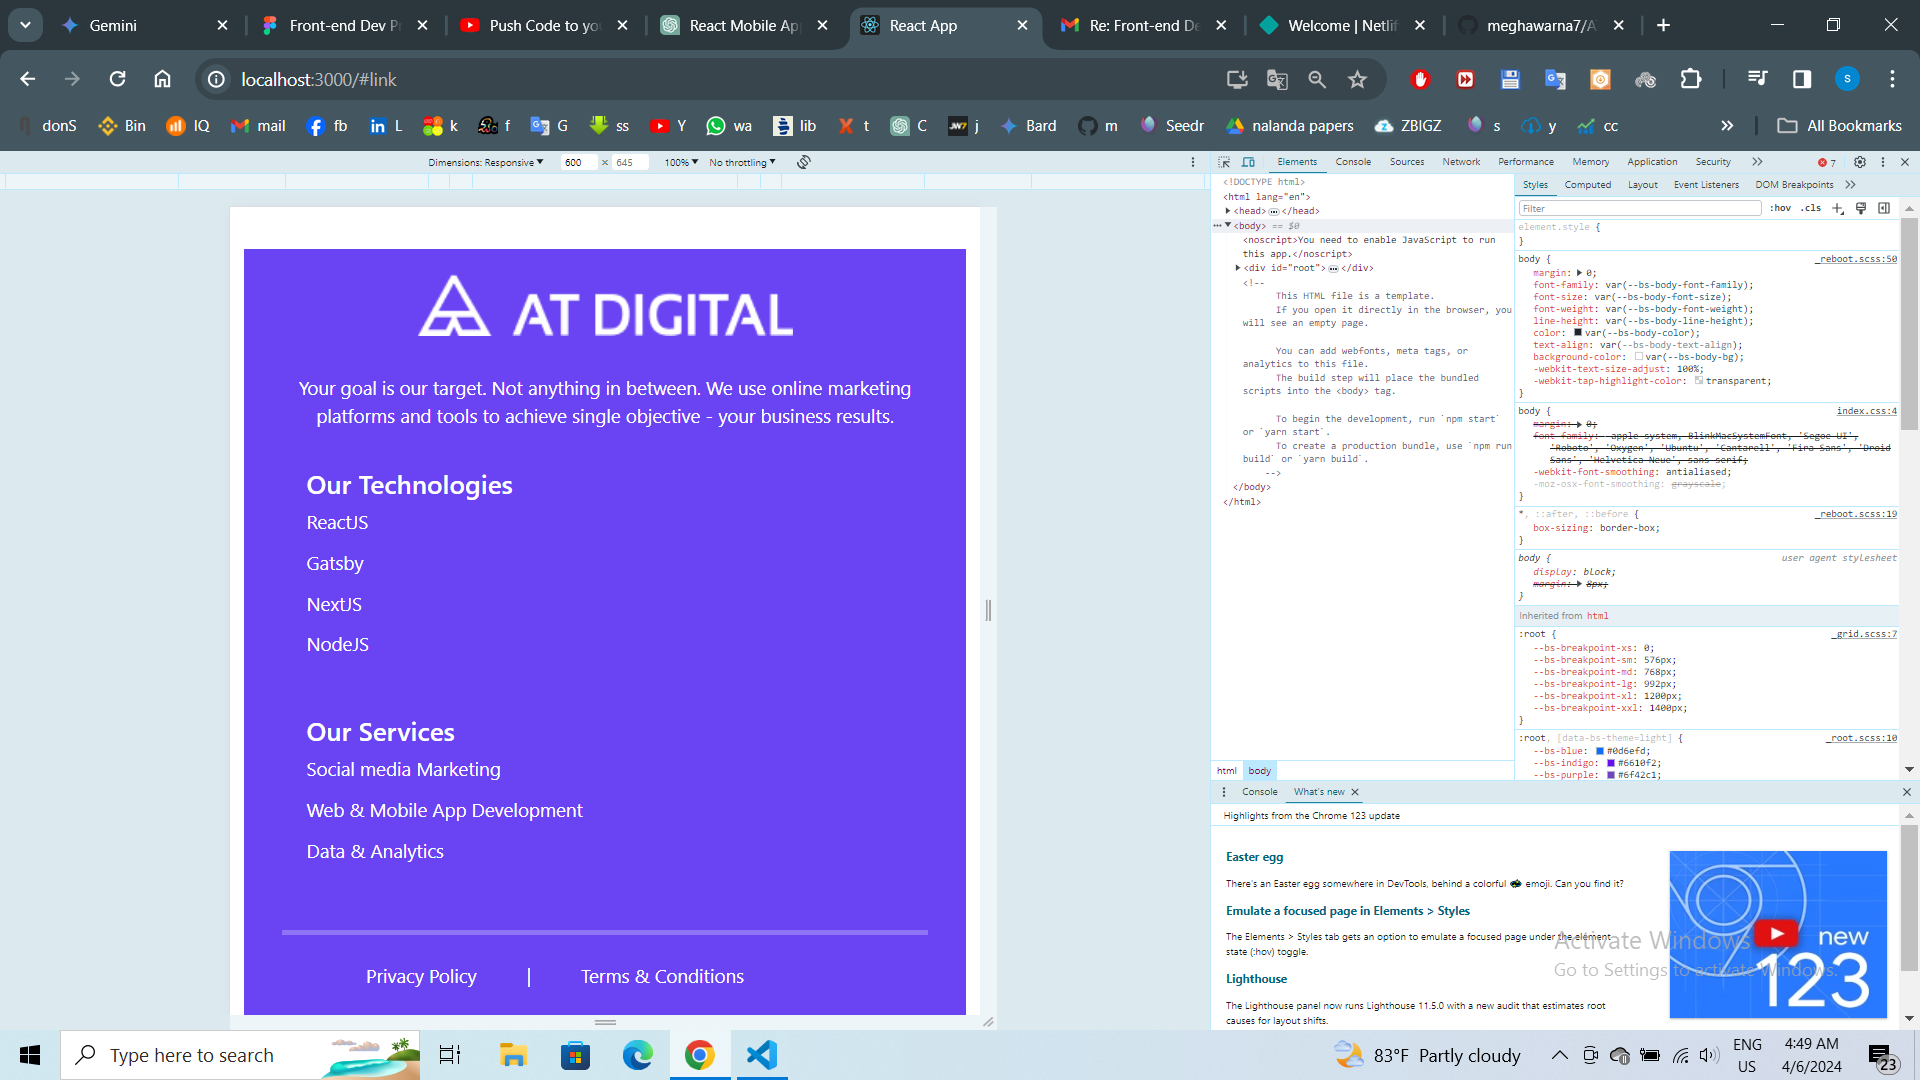 Gemini
Front-end Dev Pr
Push Code to yo
React Mobile Ap
React App
Re: Front-end De
Welcome | Netlif
meghawarna7/A
localhost:3000/#link
donS
Bin
IQ
mail
fb
L
k
f
G
ss
Y
wa
lib
t
C
j
Bard
m
Seedr
nalanda papers
ZBIGZ
s
y
cc
All Bookmarks
Dimensions: Responsive 600 × 645 100% No throttling
AT DIGITAL
Your goal is our target. Not anything in between. We use online marketing
platforms and tools to achieve single objective - your business results.
Our Technologies
ReactJS
Gatsby
NextJS
NodeJS
Our Services
Social media Marketing
Web & Mobile App Development
Data & Analytics
Privacy Policy | Terms & Conditions
Elements Console Sources Network Performance Memory Application Security 7
<!DOCTYPE html>
<html lang="en">
<head> </head>
<body> == $0
<noscript>You need to enable JavaScript to run
this app.</noscript>
<div id="root"> </div>
<!--
This HTML file is a template.
If you open it directly in the browser, you
will see an empty page.
You can add webfonts, meta tags, or
analytics to this file.
The build step will place the bundled
scripts into the <body> tag.
To begin the development, run `npm start`
or `yarn start`.
To create a production bundle, use `npm run
build` or `yarn build`.
-->
</body>
</html>
html body
Styles Computed Layout Event Listeners DOM Breakpoints
Filter :hov .cls
element.style {
}
body { _reboot.scss:50
margin: 0;
font-family: var(--bs-body-font-family);
font-size: var(--bs-body-font-size);
font-weight: var(--bs-body-font-weight);
line-height: var(--bs-body-line-height);
color: var(--bs-body-color);
text-align: var(--bs-body-text-align);
background-color: var(--bs-body-bg);
-webkit-text-size-adjust: 100%;
-webkit-tap-highlight-color: transparent;
}
body { index.css:4
margin: 0;
font-family: -apple-system, BlinkMacSystemFont, 'Segoe UI',
'Roboto', 'Oxygen', 'Ubuntu', 'Cantarell', 'Fira Sans', 'Droid
Sans', 'Helvetica Neue', sans-serif;
-webkit-font-smoothing: antialiased;
-moz-osx-font-smoothing: grayscale;
}
*, ::after, ::before { _reboot.scss:19
box-sizing: border-box;
}
body { user agent stylesheet
display: block;
margin: 8px;
}
Inherited from html
:root { _grid.scss:7
--bs-breakpoint-xs: 0;
--bs-breakpoint-sm: 576px;
--bs-breakpoint-md: 768px;
--bs-breakpoint-lg: 992px;
--bs-breakpoint-xl: 1200px;
--bs-breakpoint-xxl: 1400px;
}
:root, [data-bs-theme=light] { _root.scss:10
--bs-blue: #0d6efd;
--bs-indigo: #6610f2;
--bs-purple: #6f42c1;
Console What's new
Highlights from the Chrome 123 update
Easter egg
There's an Easter egg somewhere in DevTools, behind a colorful emoji. Can you find it?
Emulate a focused page in Elements > Styles
The Elements > Styles tab gets an option to emulate a focused page under the element
state (:hov) toggle.
Lighthouse
The Lighthouse panel now runs Lighthouse 11.5.0 with a new audit that estimates root
causes for layout shifts.
new
123
Activate Windows
Go to Settings to activate Windows.
Type here to search
83°F Partly cloudy
ENG
US
4:49 AM
4/6/2024
23